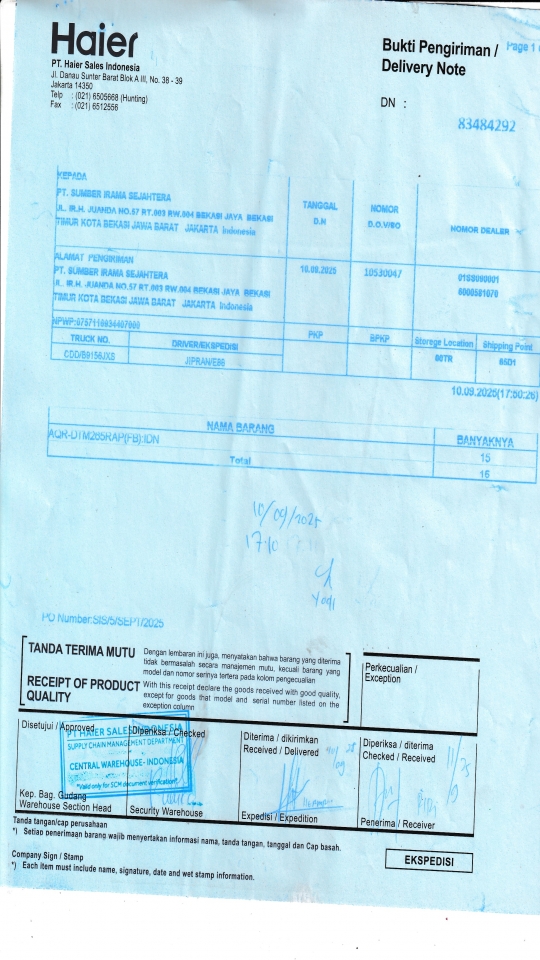 Haier
PT. Haier Sales Indonesia
Jl. Danau Sunter Barat Blok A III, No. 38 - 39
Jakarta 14350
Telp : (021) 6505668 (Hunting)
Fax : (021) 6512556
Bukti Pengiriman /
Delivery Note
Page 1
DN :
83484292
KEPADA
PT. SUMBER IRAMA SEJAHTERA
JL. IR.H. JUANDA NO.57 RT.003 RW.004 BEKASI JAYA BEKASI
TIMUR KOTA BEKASI JAWA BARAT JAKARTA Indonesia
TANGGAL
D.N
NOMOR
D.O.V/SO
NOMOR DEALER
ALAMAT PENGIRIMAN
PT. SUMBER IRAMA SEJAHTERA
JL. IR.H. JUANDA NO.57 RT.003 RW.004 BEKASI JAYA BEKASI
TIMUR KOTA BEKASI JAWA BARAT JAKARTA Indonesia
10.09.2025
10530047
TRUCK NO.
DRIVER/EKSPEDISI
PKP
BPKP
Storege Location
Shipping Point
CDD/B9156JXS
JIPRAN/E86
10.09.2025(17:50:26)
NAMA BARANG
BANYAKNYA
AQR-DTM265RAP(FB):IDN
15
Total
15
10/09/2025
17:10
Yodi
PO Number:SIS/5/SEPT/2025
TANDA TERIMA MUTU
Dengan lembaran ini juga, menyatakan bahwa barang yang diterima
tidak bermasalah secara manajemen mutu, kecuali barang yang
model dan nomor serinya tertera pada kolom pengecualian
RECEIPT OF PRODUCT
QUALITY
With this receipt declare the goods received with good quality,
except for goods that model and serial number listed on the
exception column
Perkecualian /
Exception
Disetujui / Approved
Diperiksa / Checked
Diterima / dikirimkan
Received / Delivered
Diperiksa / diterima
Checked / Received
PT HAIER SALES INDONESIA
SUPPLY CHAIN MANAGEMENT DEPARTMENT
CENTRAL WAREHOUSE- INDONESIA
*Valid only for SCM document verification*
Kep. Bag. Gudang
Warehouse Section Head
Security Warehouse
Expedisi / Expedition
Penerima / Receiver
Tanda tangan/cap perusahaan
*) Setiap penerimaan barang wajib menyertakan informasi nama, tanda tangan, tanggal dan Cap basah.
Company Sign / Stamp
*) Each item must include name, signature, date and wet stamp information.
EKSPEDISI